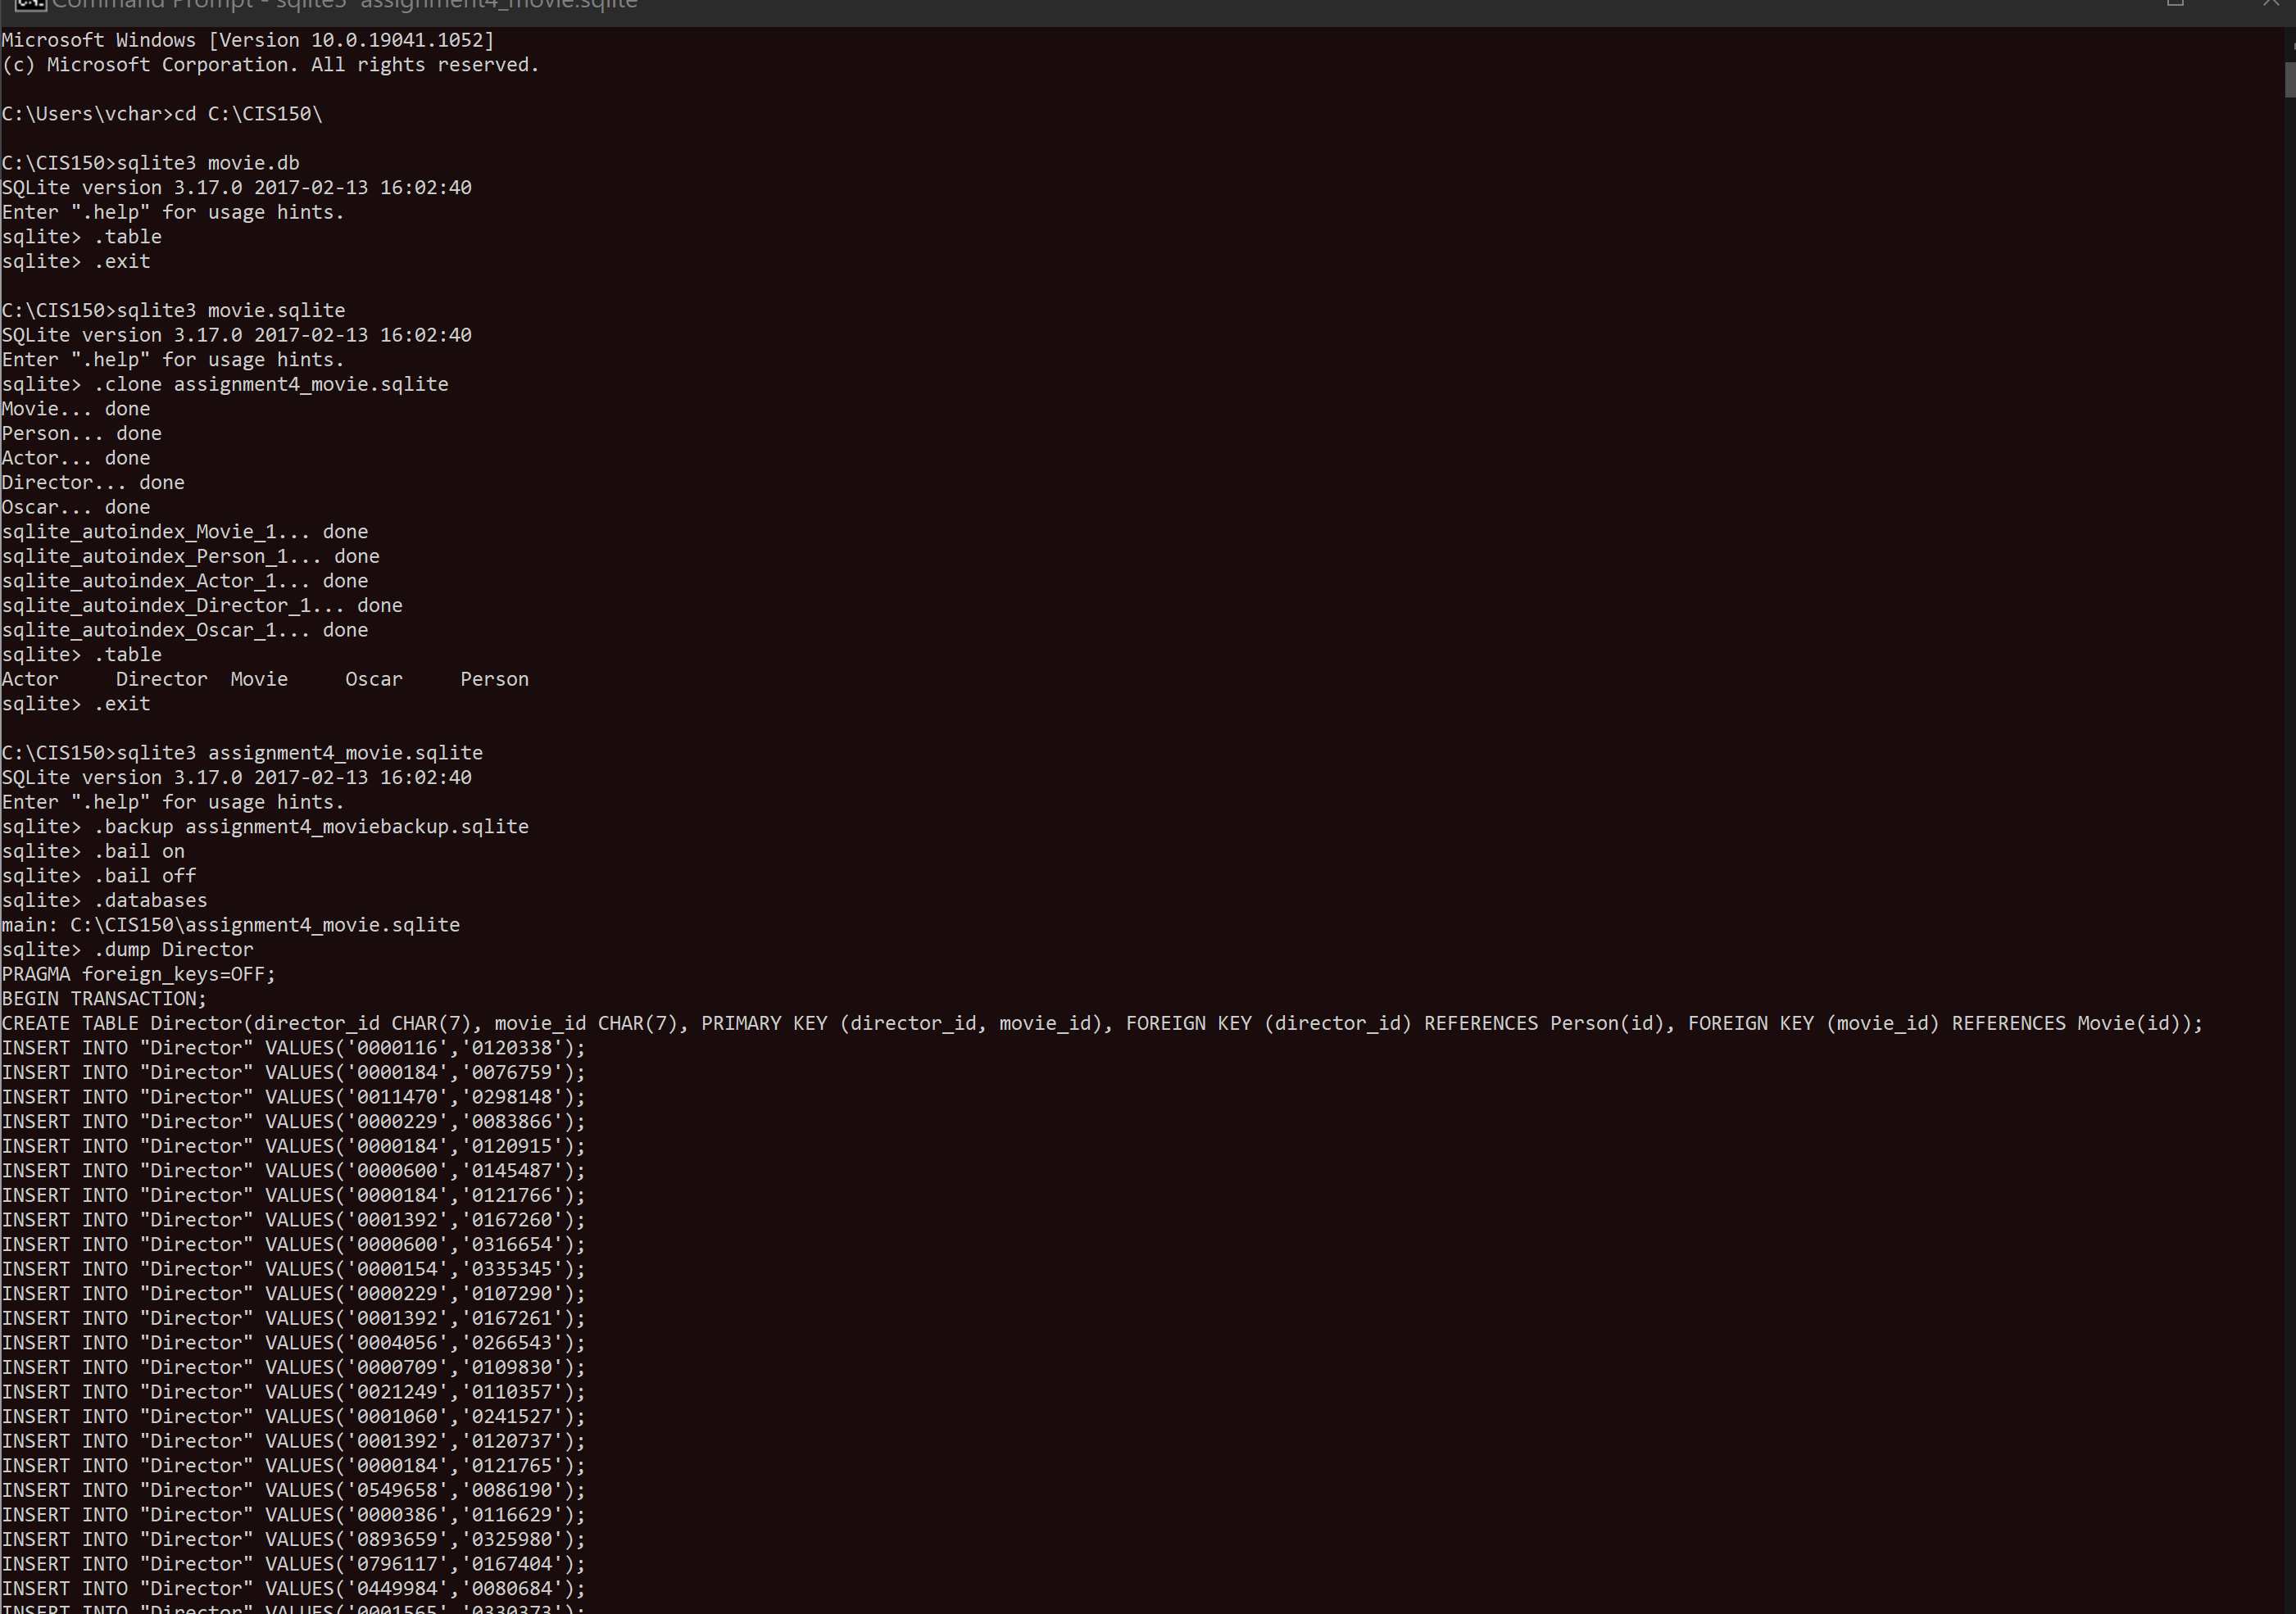 Command Prompt - sqlite3 assignment4_movie.sqlite
Microsoft Windows [Version 10.0.19041.1052]
(c) Microsoft Corporation. All rights reserved.
C:\Users\vchar>cd C:\CIS150\
C:\CIS150>sqlite3 movie.db
SQLite version 3.17.0 2017-02-13 16:02:40
Enter ".help" for usage hints.
sqlite> .table
sqlite> .exit
C:\CIS150>sqlite3 movie.sqlite
SQLite version 3.17.0 2017-02-13 16:02:40
Enter ".help" for usage hints.
sqlite> .clone assignment4_movie.sqlite
Movie... done
Person... done
Actor... done
Director... done
Oscar... done
sqlite_autoindex_Movie_1... done
sqlite_autoindex_Person_1... done
sqlite_autoindex_Actor_1... done
sqlite_autoindex_Director_1... done
sqlite_autoindex_Oscar_1... done
sqlite> .table
Actor     Director  Movie     Oscar     Person
sqlite> .exit
C:\CIS150>sqlite3 assignment4_movie.sqlite
SQLite version 3.17.0 2017-02-13 16:02:40
Enter ".help" for usage hints.
sqlite> .backup assignment4_moviebackup.sqlite
sqlite> .bail on
sqlite> .bail off
sqlite> .databases
main: C:\CIS150\assignment4_movie.sqlite
sqlite> .dump Director
PRAGMA foreign_keys=OFF;
BEGIN TRANSACTION;
CREATE TABLE Director(director_id CHAR(7), movie_id CHAR(7), PRIMARY KEY (director_id, movie_id), FOREIGN KEY (director_id) REFERENCES Person(id), FOREIGN KEY (movie_id) REFERENCES Movie(id));
INSERT INTO "Director" VALUES('0000116','0120338');
INSERT INTO "Director" VALUES('0000184','0076759');
INSERT INTO "Director" VALUES('0011470','0298148');
INSERT INTO "Director" VALUES('0000229','0083866');
INSERT INTO "Director" VALUES('0000184','0120915');
INSERT INTO "Director" VALUES('0000600','0145487');
INSERT INTO "Director" VALUES('0000184','0121766');
INSERT INTO "Director" VALUES('0001392','0167260');
INSERT INTO "Director" VALUES('0000600','0316654');
INSERT INTO "Director" VALUES('0000154','0335345');
INSERT INTO "Director" VALUES('0000229','0107290');
INSERT INTO "Director" VALUES('0001392','0167261');
INSERT INTO "Director" VALUES('0004056','0266543');
INSERT INTO "Director" VALUES('0000709','0109830');
INSERT INTO "Director" VALUES('0021249','0110357');
INSERT INTO "Director" VALUES('0001060','0241527');
INSERT INTO "Director" VALUES('0001392','0120737');
INSERT INTO "Director" VALUES('0000184','0121765');
INSERT INTO "Director" VALUES('0549658','0086190');
INSERT INTO "Director" VALUES('0000386','0116629');
INSERT INTO "Director" VALUES('0893659','0325980');
INSERT INTO "Director" VALUES('0796117','0167404');
INSERT INTO "Director" VALUES('0449984','0080684');
INSERT INTO "Director" VALUES('0001565','0330373');